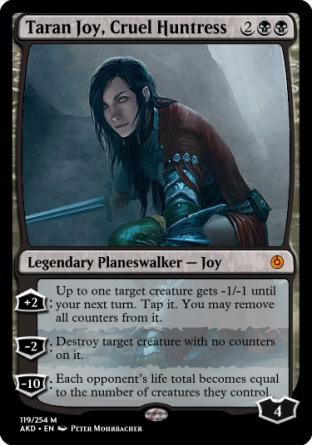 Taran Joy, Cruel Huntress 2
Legendary Planeswalker — Joy
+2: Up to one target creature gets -1/-1 until
your next turn. Tap it. You may remove
all counters from it.
-2: Destroy target creature with no counters
on it.
-10: Each opponent's life total becomes equal
to the number of creatures they control.
4
119/254 M
AKD • EN Peter Mohrbacher